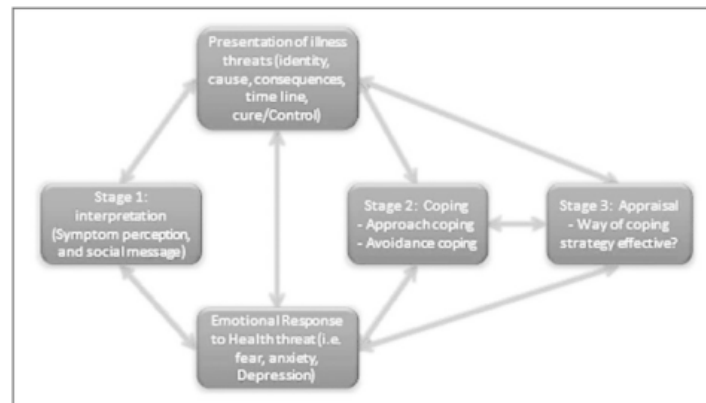 Presentation of illness
threats (identity,
cause, consequences,
time line,
cure/Control)
Stage 1:
interpretation
(Symptom perception,
and social message)
Stage 2: Coping
- Approach coping
- Avoidance coping
Stage 3: Appraisal
- Way of coping
strategy effective?
Emotional Response
to Health threat (i.e.
fear, anxiety,
Depression)